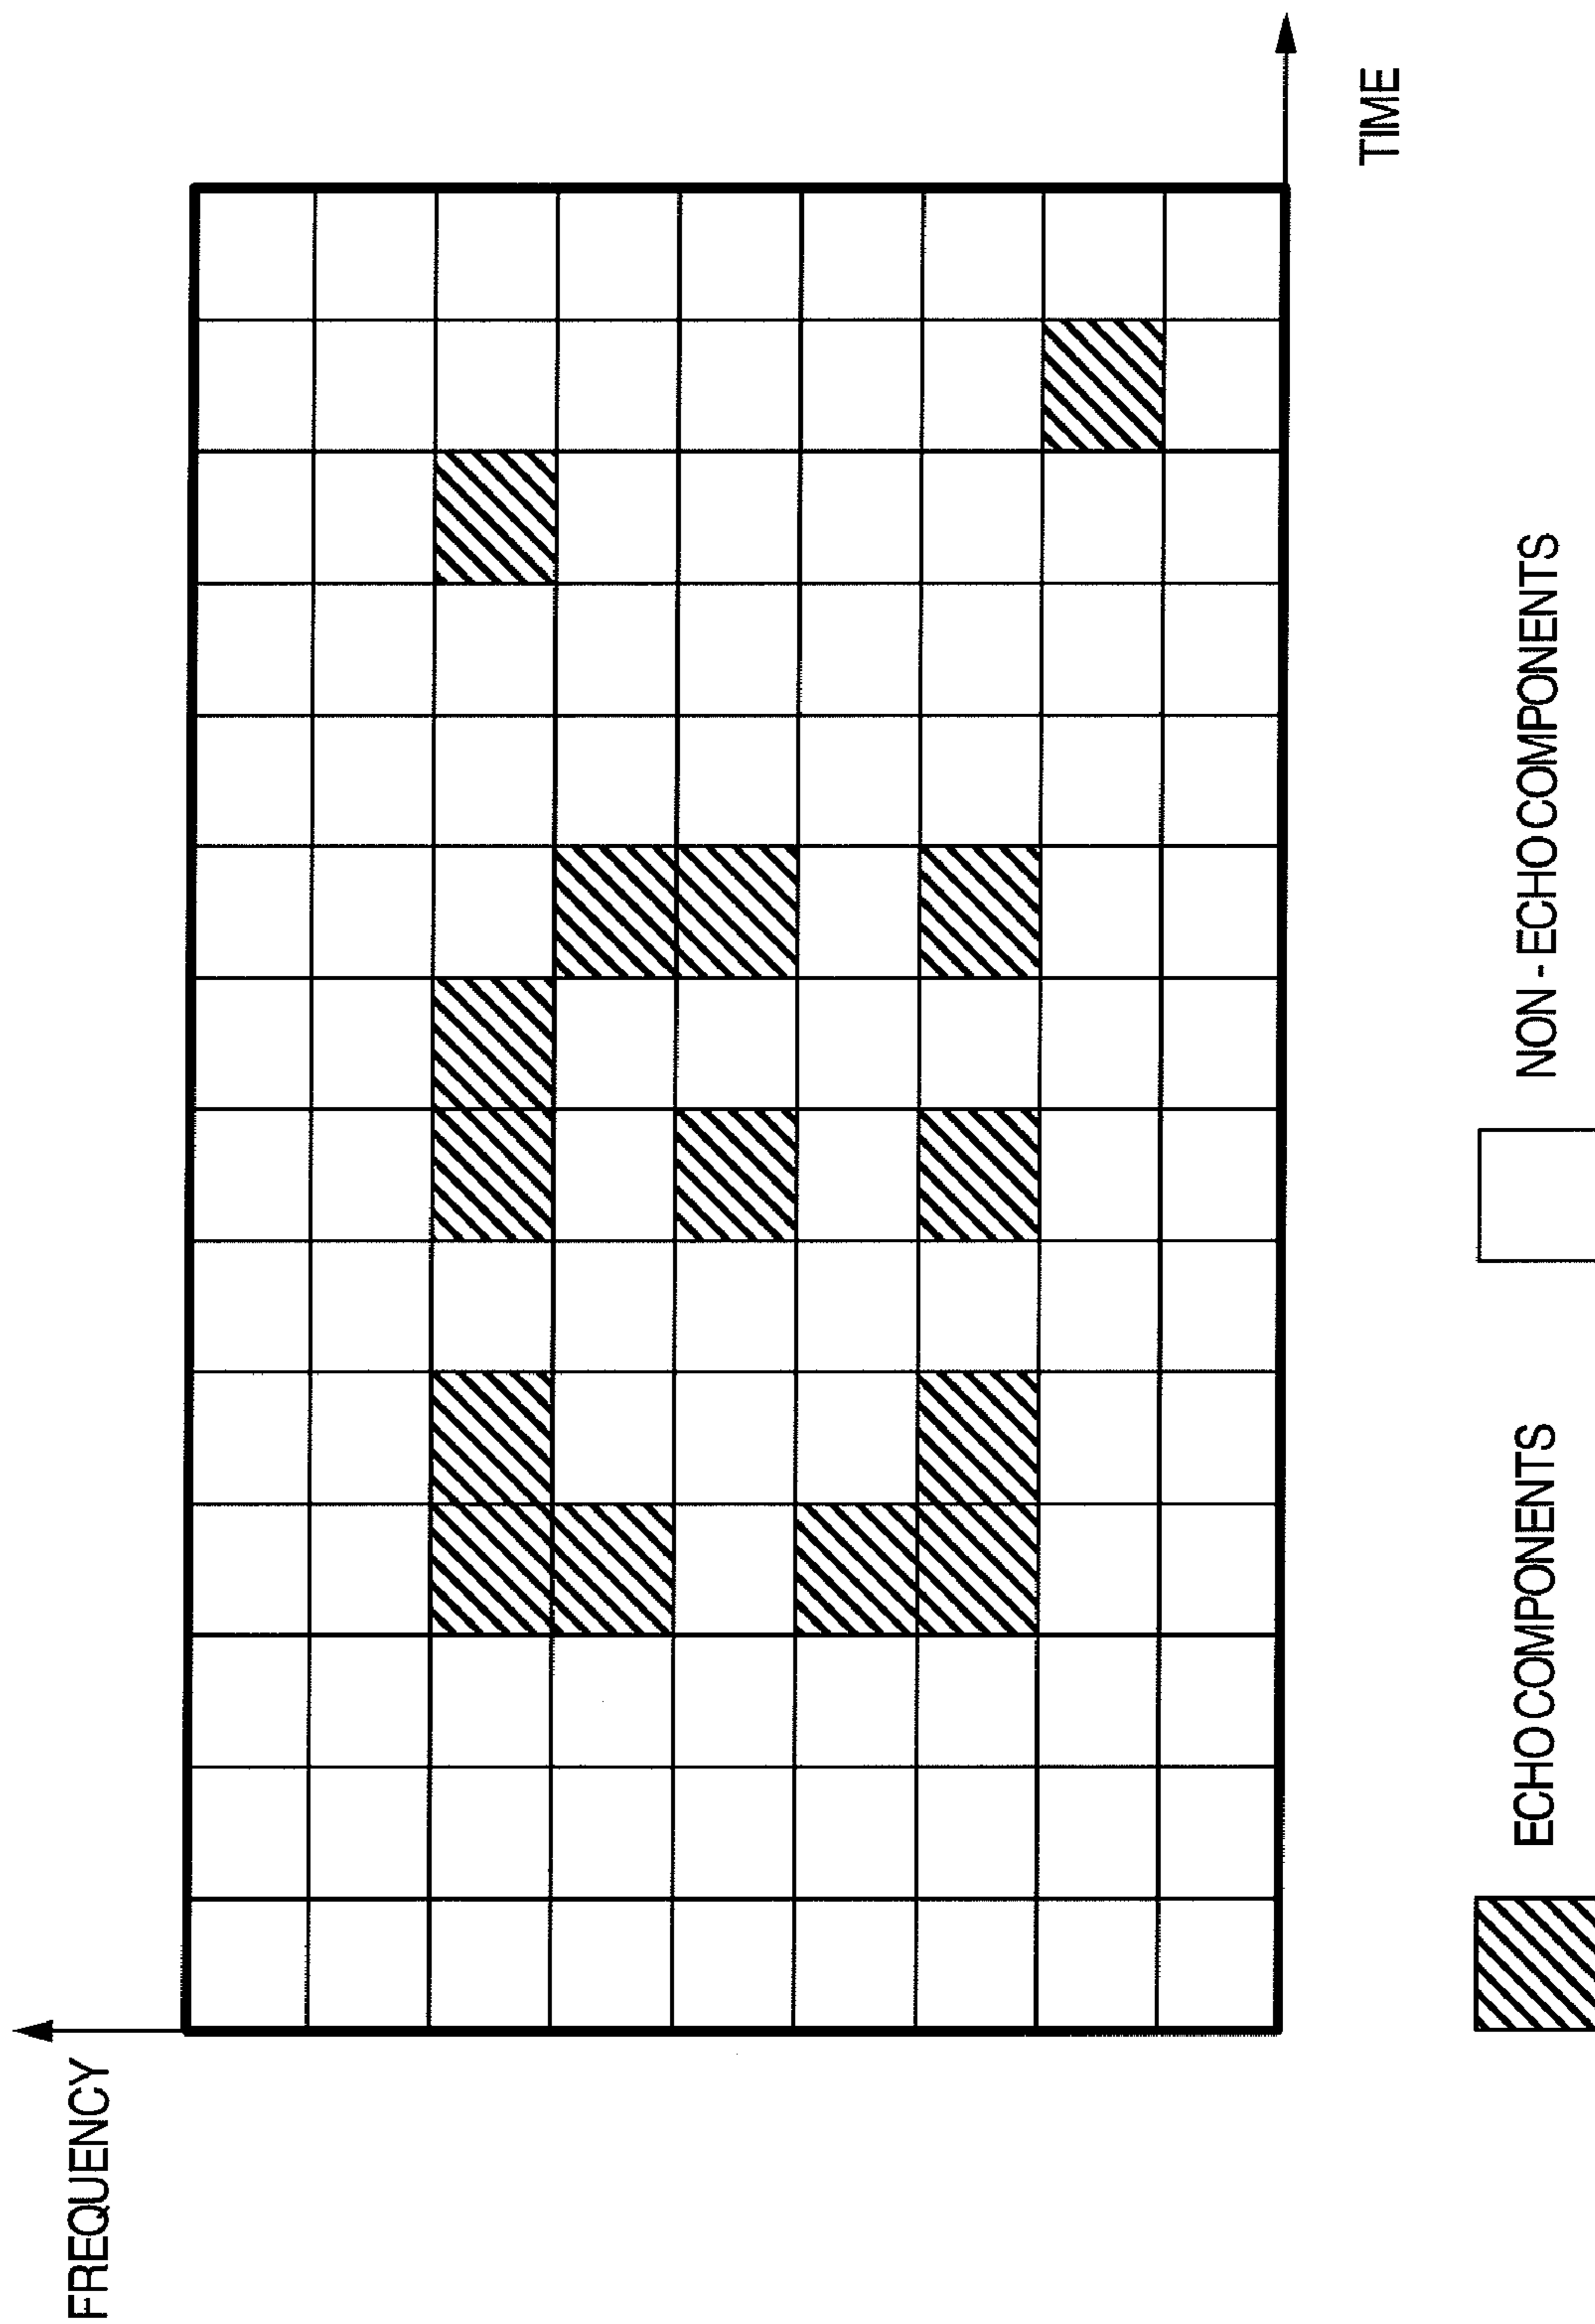 FREQUENCY
TIME
ECHO COMPONENTS
NON - ECHO COMPONENTS